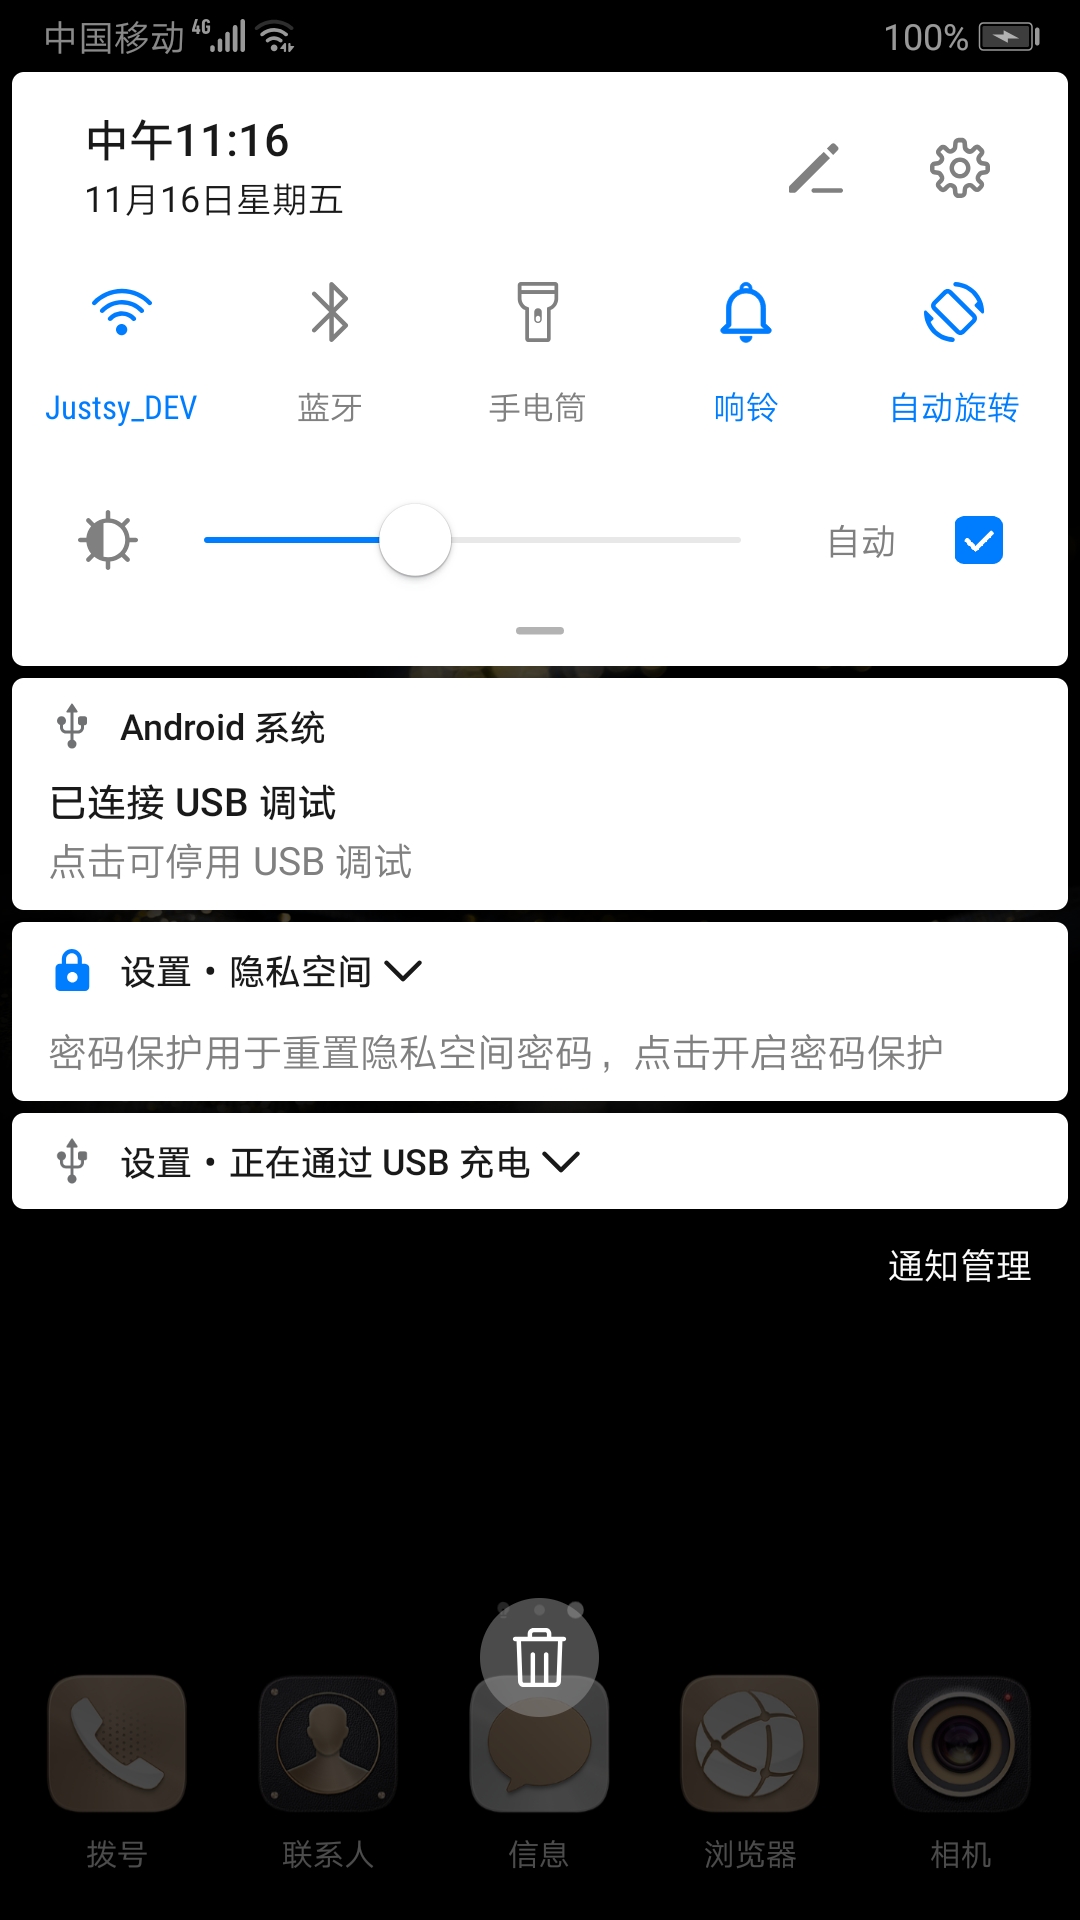 中国移动 4G 100%
中午11:16
11月16日星期五
Justsy_DEV 蓝牙 手电筒 响铃 自动旋转
自动
Android 系统
已连接 USB 调试
点击可停用 USB 调试
设置 • 隐私空间
密码保护用于重置隐私空间密码，点击开启密码保护
设置 • 正在通过 USB 充电
通知管理
拨号 联系人 信息 浏览器 相机